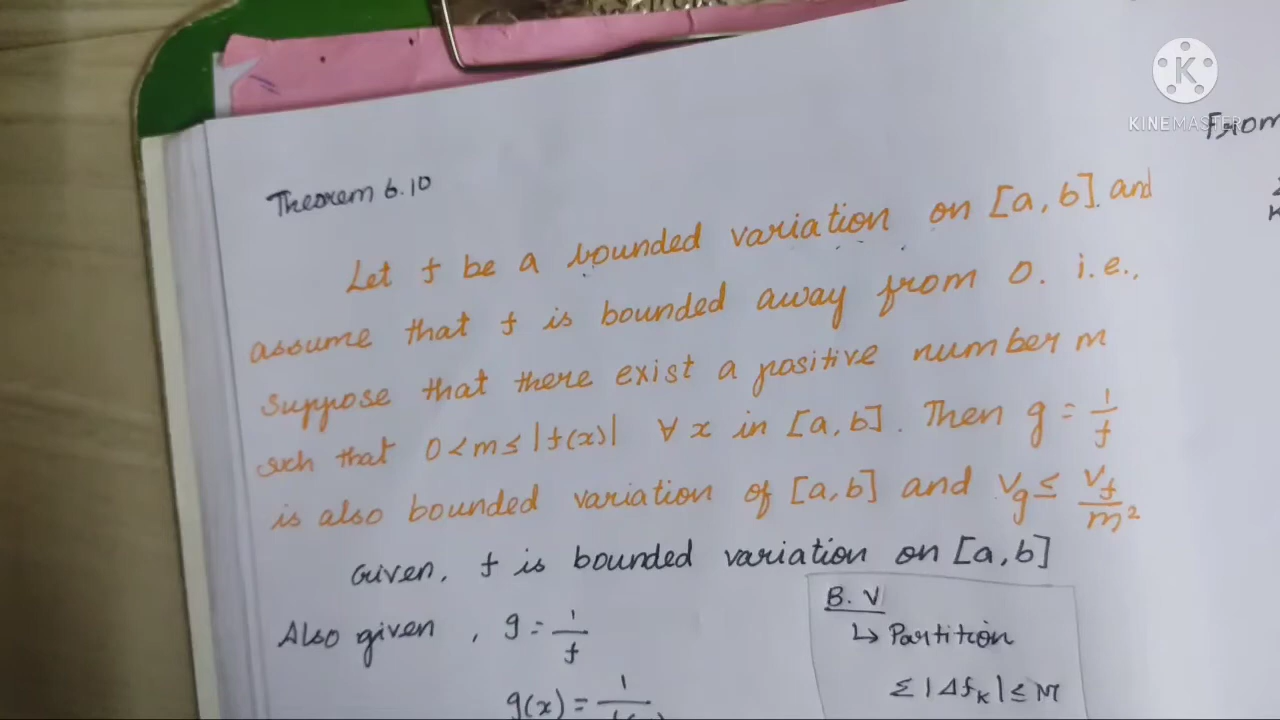 KINEMASTER
From
Theorem 6.10
Let f be a bounded variation on [a, b] and
assume that f is bounded away from 0. i.e.,
Suppose that there exist a positive number m
such that 0 < m ≤ |f(x)| ∀ x in [a, b]. Then g = 1/f
is also bounded variation of [a, b] and Vg ≤ Vf/m²
Given, f is bounded variation on [a, b]
Also given, g = 1/f
g(x) = 1/
B. V
↳ Partition
Σ |Δfₖ| ≤ M